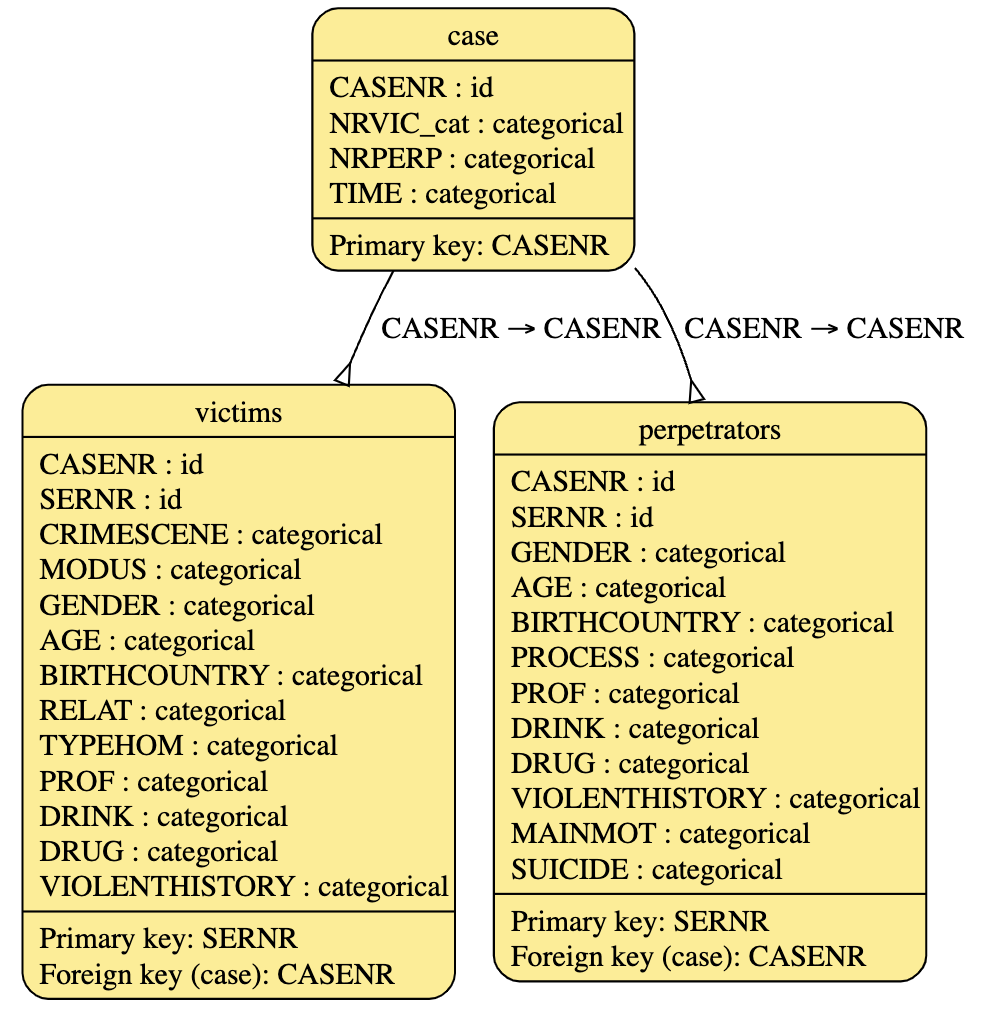 case
CASENR : id
NRVIC_cat : categorical
NRPERP : categorical
TIME : categorical
Primary key: CASENR
CASENR → CASENR
CASENR → CASENR
victims
CASENR : id
SERNR : id
CRIMESCENE : categorical
MODUS : categorical
GENDER : categorical
AGE : categorical
BIRTHCOUNTRY : categorical
RELAT : categorical
TYPEHOM : categorical
PROF : categorical
DRINK : categorical
DRUG : categorical
VIOLENTHISTORY : categorical
Primary key: SERNR
Foreign key (case): CASENR
perpetrators
CASENR : id
SERNR : id
GENDER : categorical
AGE : categorical
BIRTHCOUNTRY : categorical
PROCESS : categorical
PROF : categorical
DRINK : categorical
DRUG : categorical
VIOLENTHISTORY : categorical
MAINMOT : categorical
SUICIDE : categorical
Primary key: SERNR
Foreign key (case): CASENR